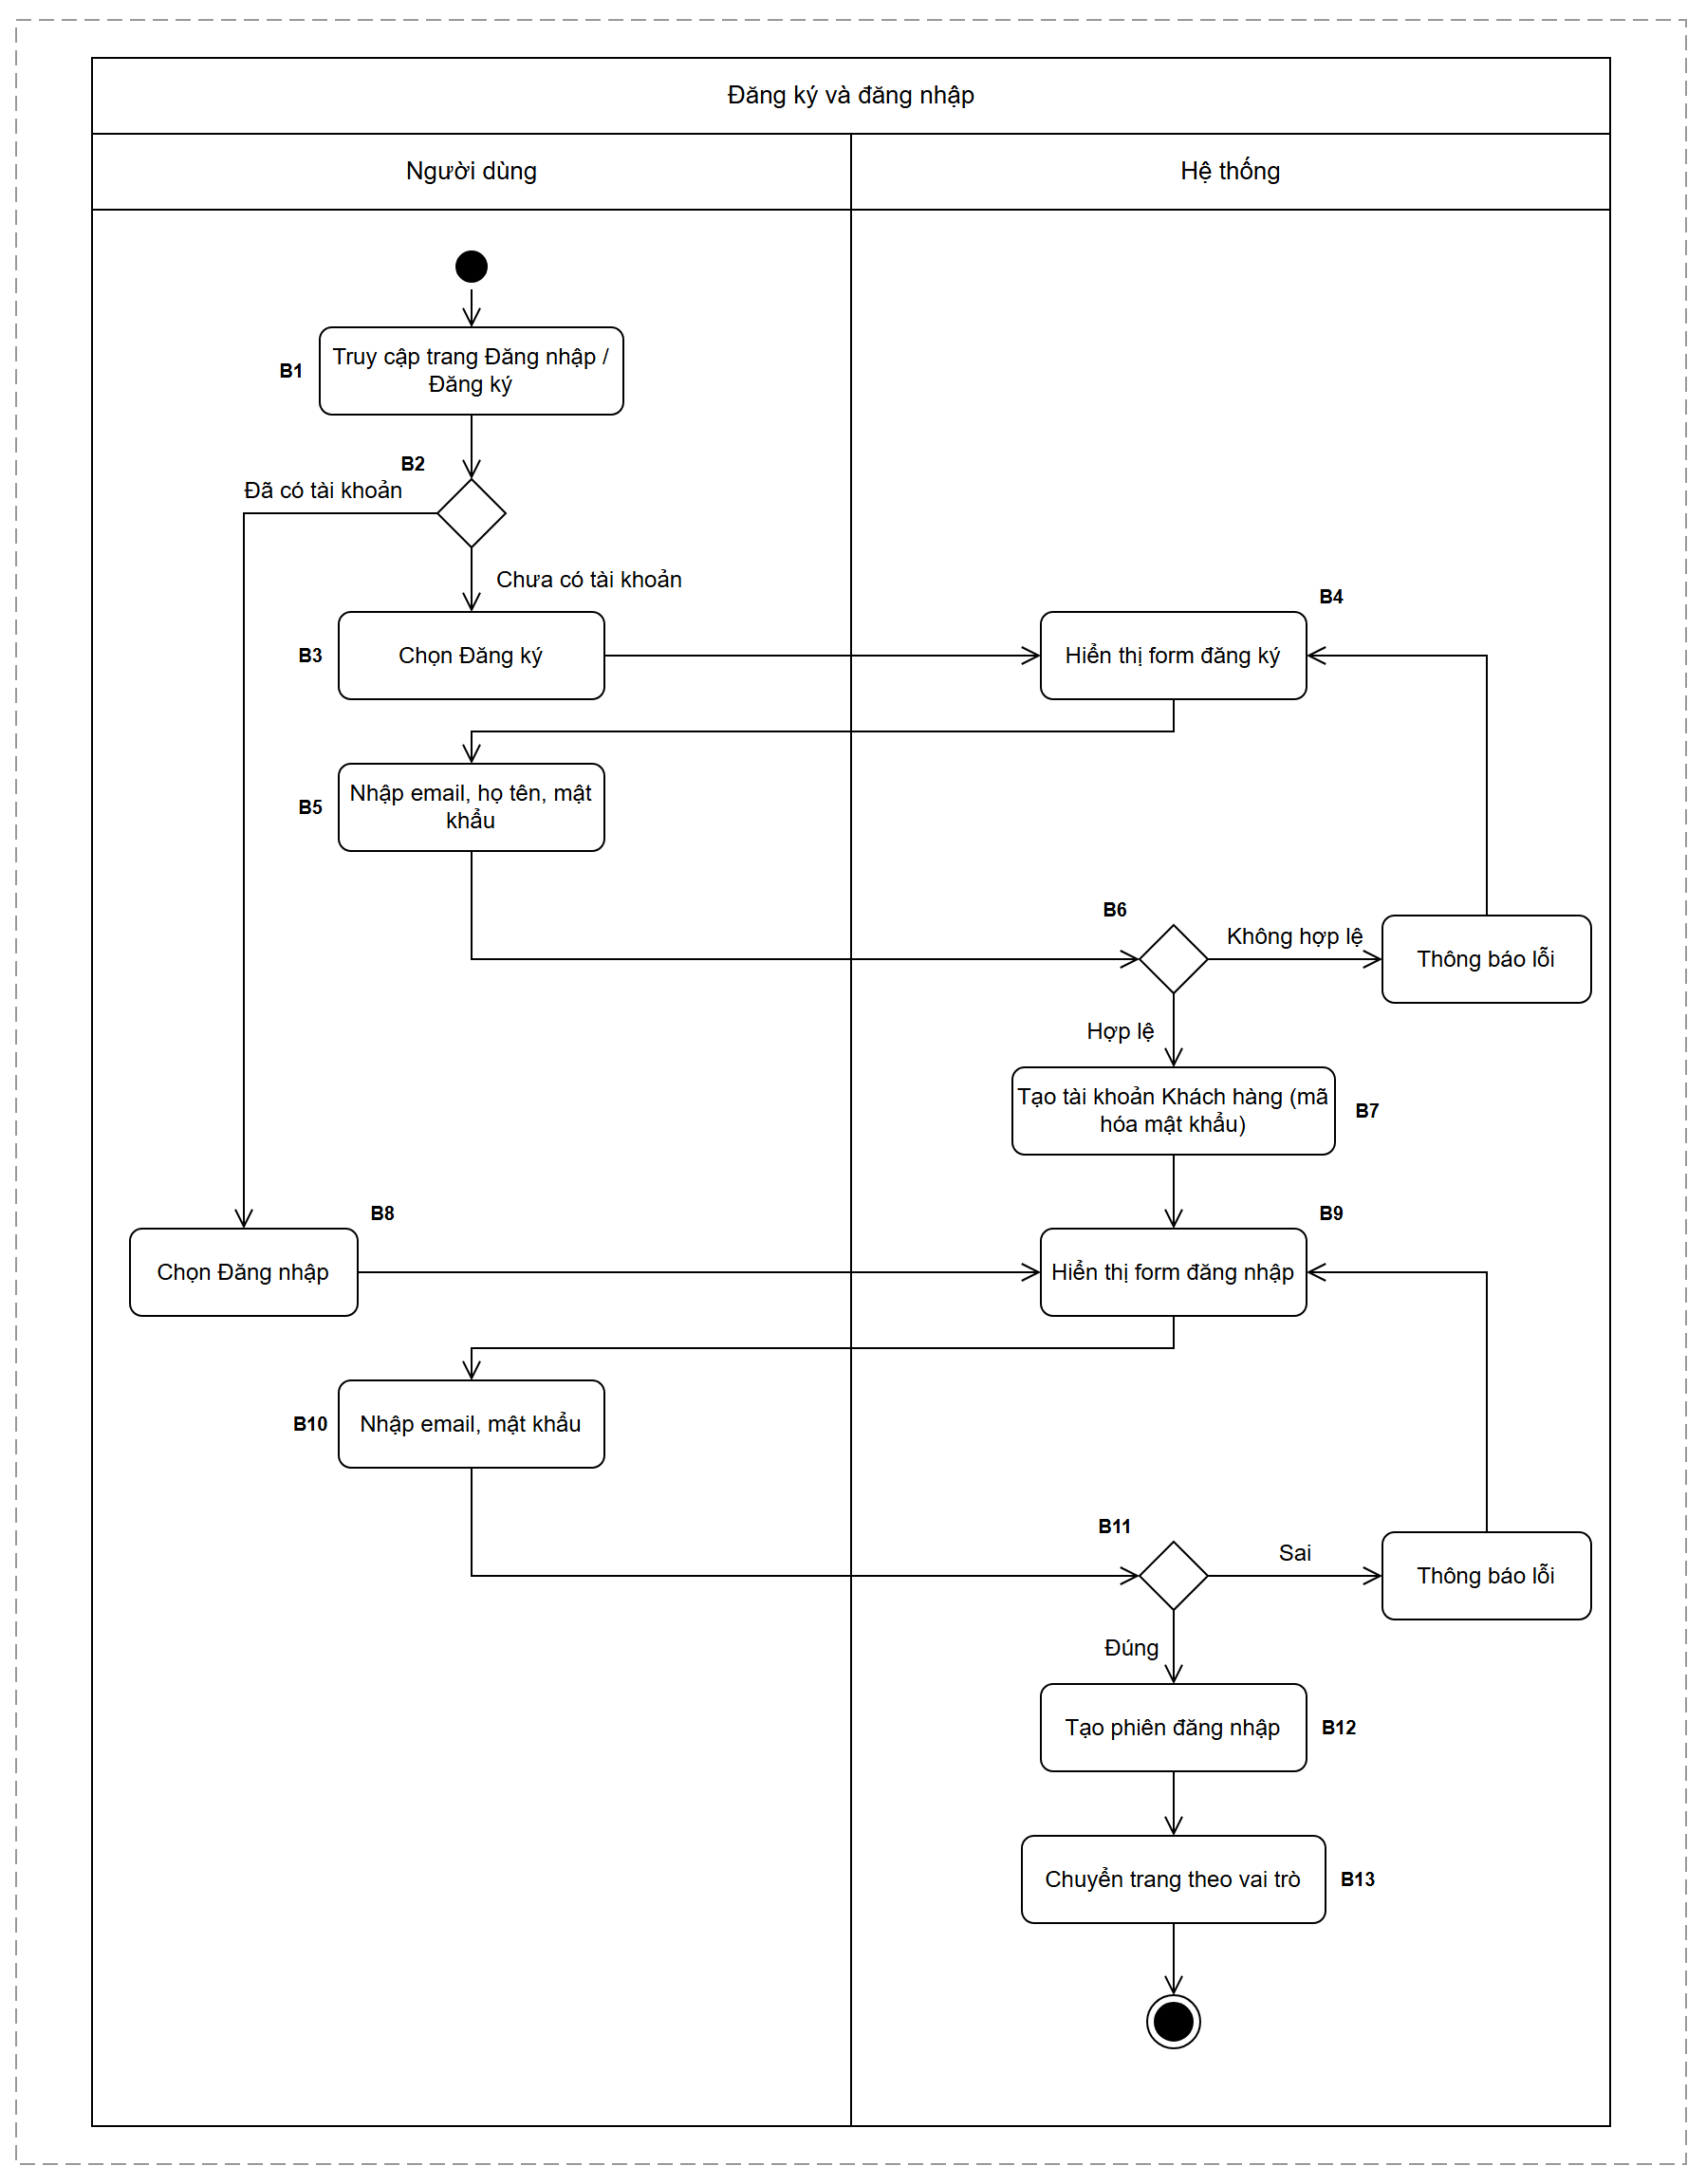 Đăng ký và đăng nhập
Người dùng
Hệ thống
B1
Truy cập trang Đăng nhập /
Đăng ký
B2
Đã có tài khoản
Chưa có tài khoản
B3
Chọn Đăng ký
B4
Hiển thị form đăng ký
B5
Nhập email, họ tên, mật
khẩu
B6
Không hợp lệ
Thông báo lỗi
Hợp lệ
Tạo tài khoản Khách hàng (mã
hóa mật khẩu)
B7
B8
Chọn Đăng nhập
B9
Hiển thị form đăng nhập
B10
Nhập email, mật khẩu
B11
Sai
Thông báo lỗi
Đúng
Tạo phiên đăng nhập
B12
Chuyển trang theo vai trò
B13